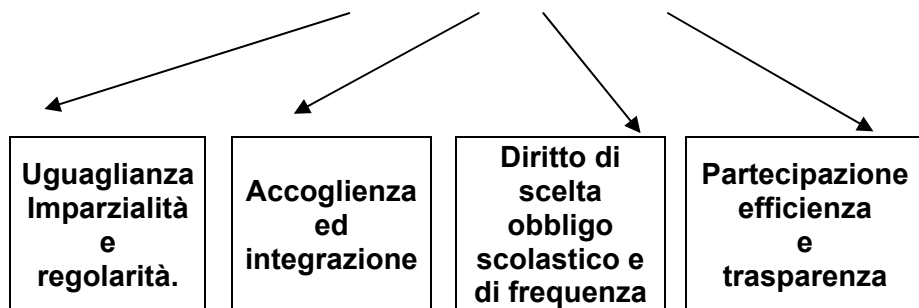 Uguaglianza
Imparzialità
e
regolarità.
Accoglienza
ed
integrazione
Diritto di
scelta
obbligo
scolastico e
di frequenza
Partecipazione
efficienza
e
trasparenza